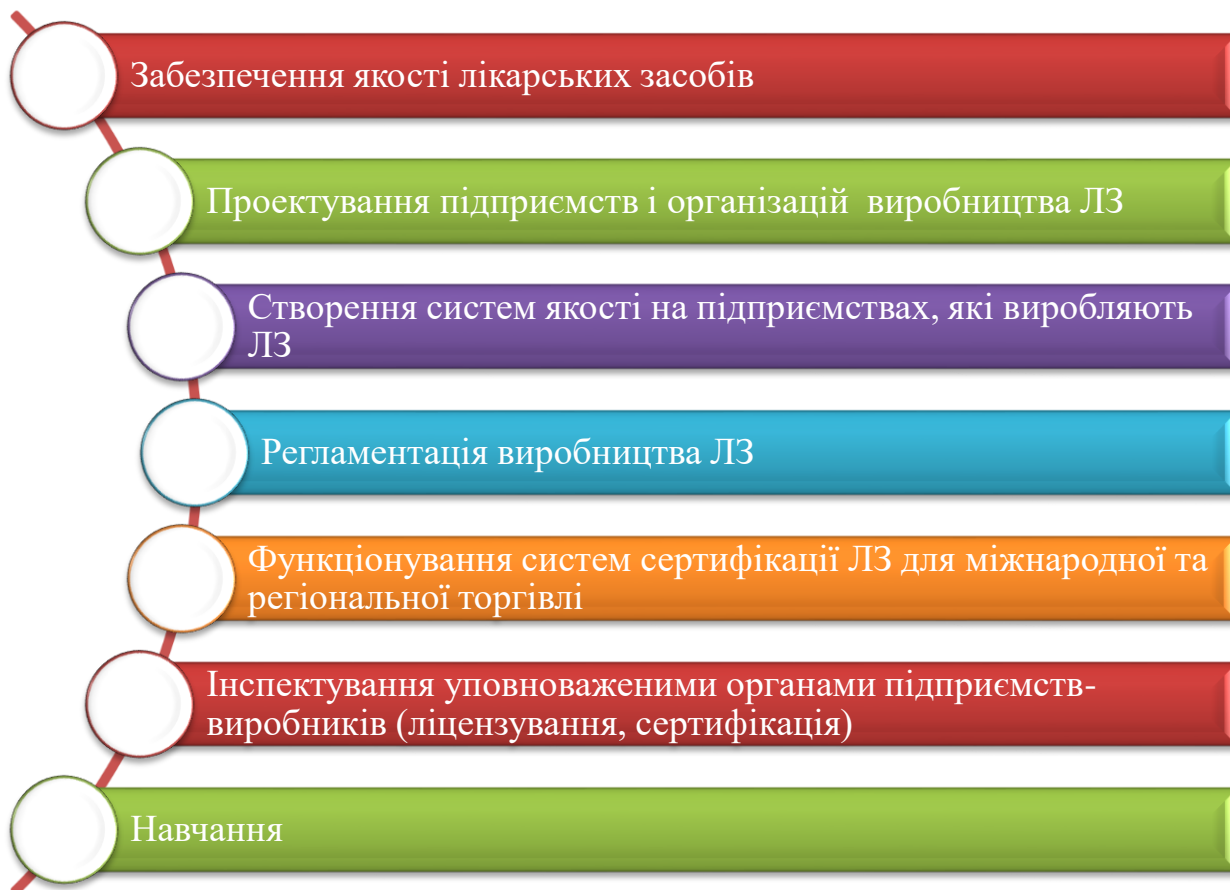 Забезпечення якості лікарських засобів
Проектування підприємств і організацій виробництва ЛЗ
Створення систем якості на підприємствах, які виробляють
ЛЗ
Регламентація виробництва ЛЗ
Функціонування систем сертифікації ЛЗ для міжнародної та
регіональної торгівлі
Інспектування уповноваженими органами підприємств-
виробників (ліцензування, сертифікація)
Навчання